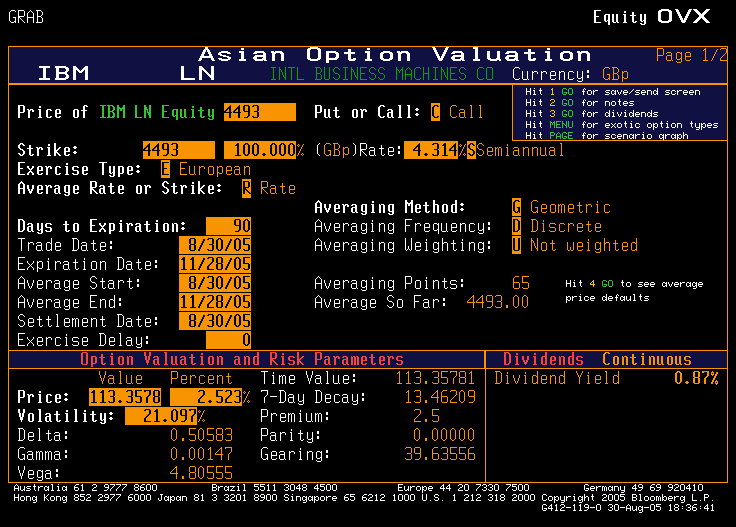 GRAB Equity OVX
Asian Option Valuation Page 1/2
IBM LN INTL BUSINESS MACHINES CO Currency: GBp
Hit 1 GO for save/send screen
Hit 2 GO for notes
Hit 3 GO for dividends
Hit MENU for exotic option types
Hit PAGE for scenario graph
Price of IBM LN Equity 4493 Put or Call: C Call
Strike: 4493 100.000% (GBp)Rate: 4.314% S Semiannual
Exercise Type: E European
Average Rate or Strike: R Rate
Averaging Method: G Geometric
Days to Expiration: 90 Averaging Frequency: D Discrete
Trade Date: 8/30/05 Averaging Weighting: U Not weighted
Expiration Date: 11/28/05
Average Start: 8/30/05 Averaging Points: 65 Hit 4 GO to see average
Average End: 11/28/05 Average So Far: 4493.00 price defaults
Settlement Date: 8/30/05
Exercise Delay: 0
Option Valuation and Risk Parameters Dividends Continuous
Value Percent Time Value: 113.35781 Dividend Yield 0.87%
Price: 113.3578 2.523% 7-Day Decay: 13.46209
Volatility: 21.097% Premium: 2.5
Delta: 0.50583 Parity: 0.00000
Gamma: 0.00147 Gearing: 39.63556
Vega: 4.80555
Australia 61 2 9777 8600 Brazil 5511 3048 4500 Europe 44 20 7330 7500 Germany 49 69 920410
Hong Kong 852 2977 6000 Japan 81 3 3201 8900 Singapore 65 6212 1000 U.S. 1 212 318 2000 Copyright 2005 Bloomberg L.P.
G412-119-0 30-Aug-05 18:36:41